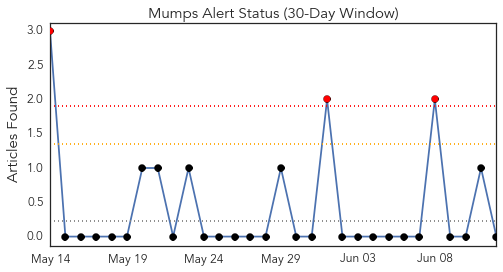 Mumps Alert Status (30-Day Window)
Articles Found
3.0
2.5
2.0
1.5
1.0
0.5
0.0
May 14 May 19 May 24 May 29 Jun 03 Jun 08